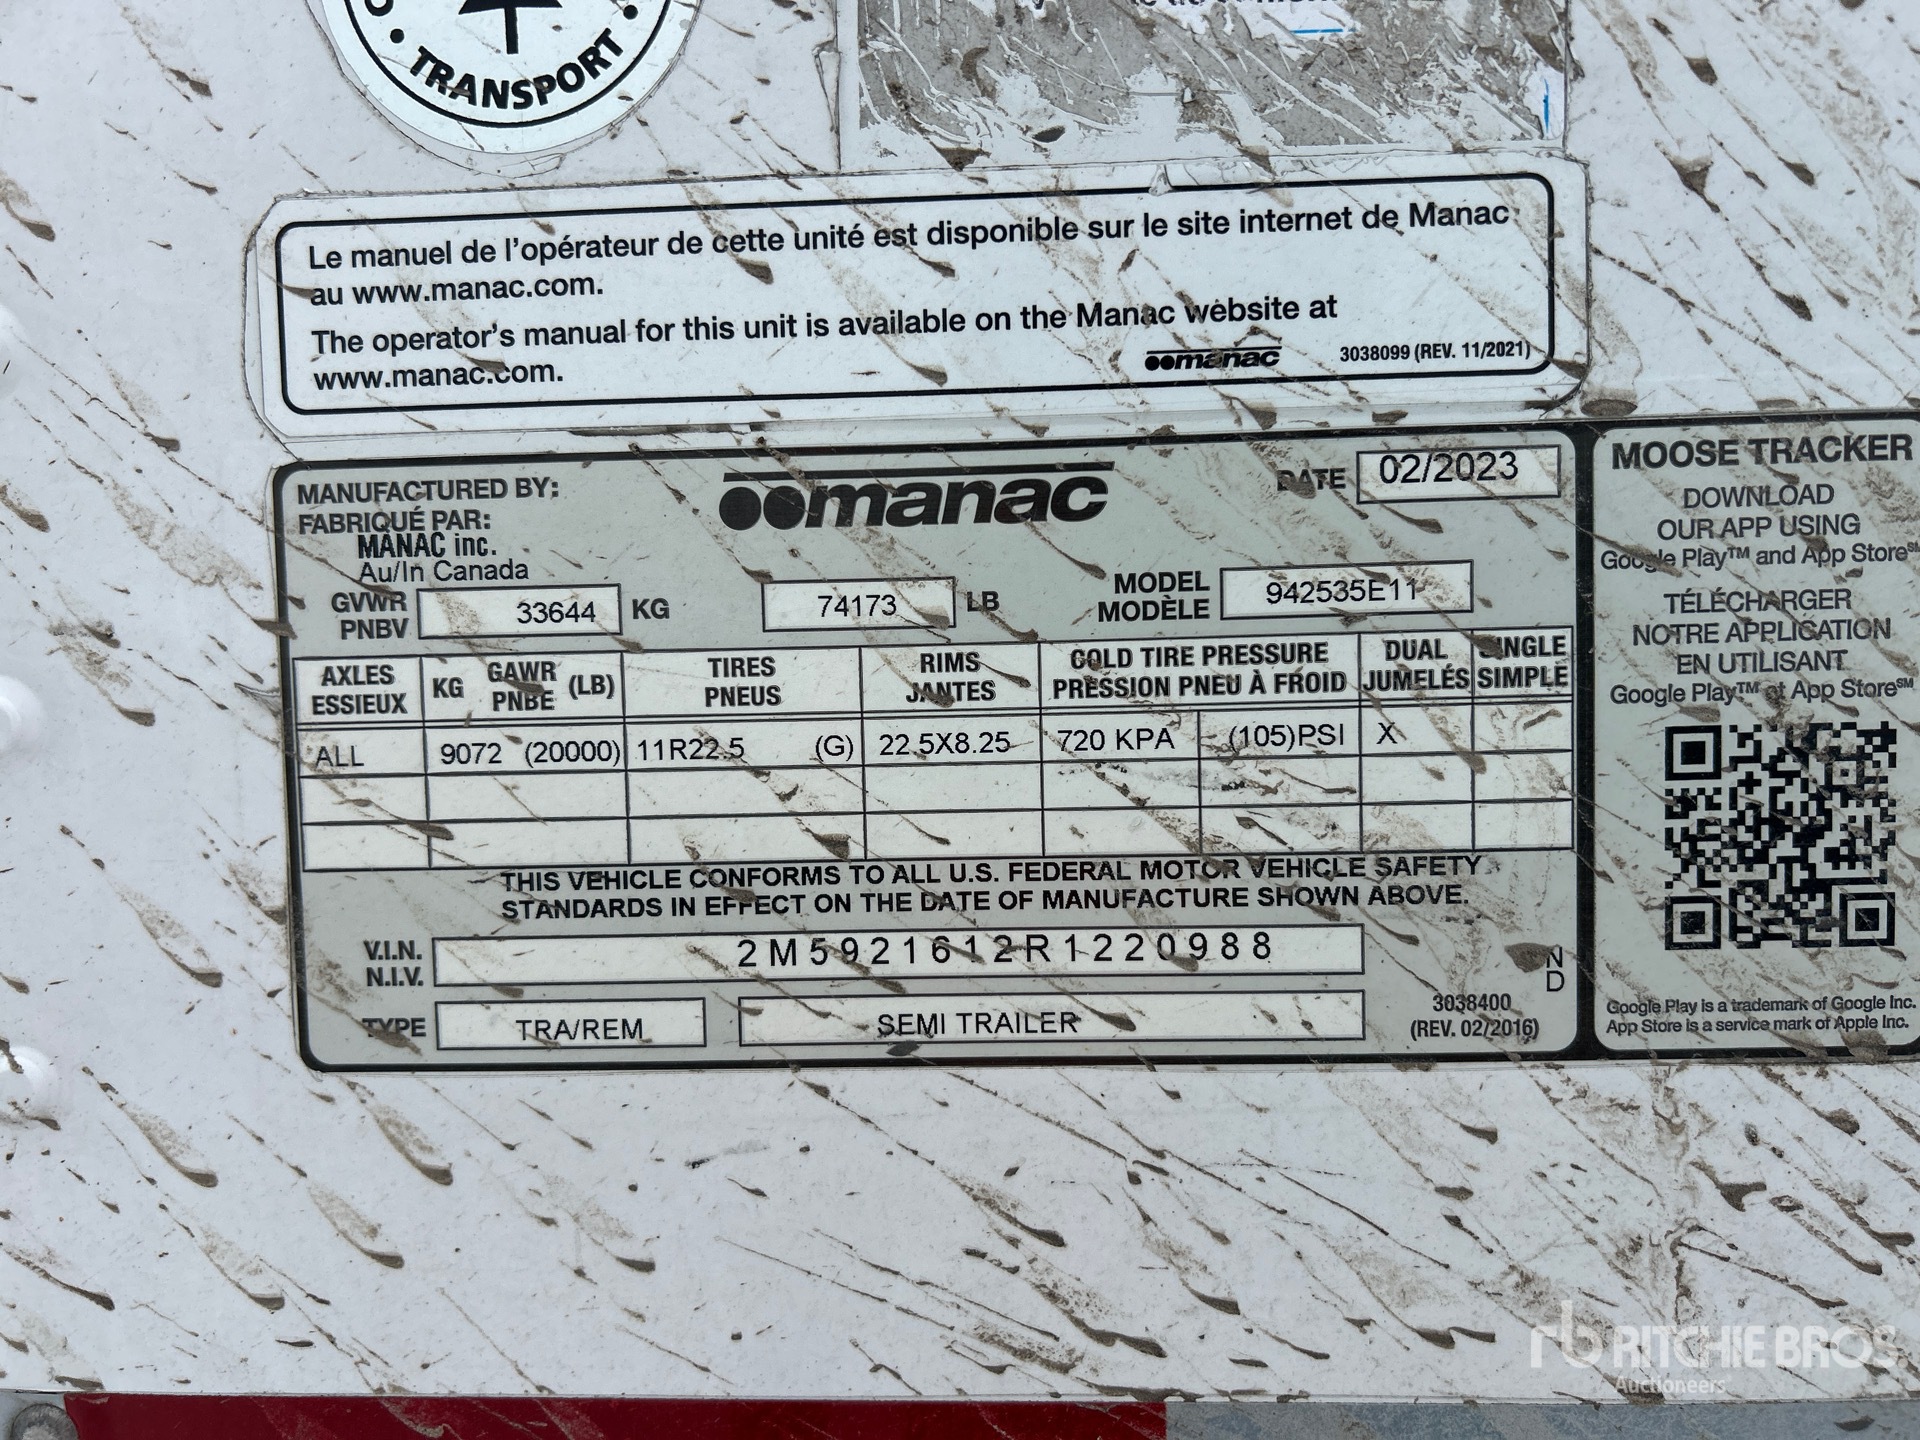 TRANSPORT
Le manuel de l'opérateur de cette unité est disponible sur le site internet de Manac
au www.manac.com.
The operator's manual for this unit is available on the Manac website at
www.manac.com.
manac 3038099 (REV. 11/2021)
MANUFACTURED BY:
FABRIQUÉ PAR:
MANAC inc.
Au/In Canada
manac
DATE 02/2023
GVWR
PNBV
33644 KG 74173 LB
MODEL
MODÈLE
942535E11
AXLES
ESSIEUX
KG GAWR
PNBE (LB)
TIRES
PNEUS
RIMS
JANTES
COLD TIRE PRESSURE
PRESSION PNEU À FROID
DUAL
JUMELÉS
SINGLE
SIMPLE
ALL 9072 (20000) 11R22.5 (G) 22.5X8.25 720 KPA (105)PSI X
THIS VEHICLE CONFORMS TO ALL U.S. FEDERAL MOTOR VEHICLE SAFETY
STANDARDS IN EFFECT ON THE DATE OF MANUFACTURE SHOWN ABOVE.
V.I.N.
N.I.V.
2M5921612R1220988
N
D
TYPE TRA/REM SEMI TRAILER
3038400
(REV. 02/2016)
MOOSE TRACKER
DOWNLOAD
OUR APP USING
Google Play™ and App Store℠
TÉLÉCHARGER
NOTRE APPLICATION
EN UTILISANT
Google Play™ et App Store℠
Google Play is a trademark of Google Inc.
App Store is a service mark of Apple Inc.
rb RITCHIE BROS
Auctioneers